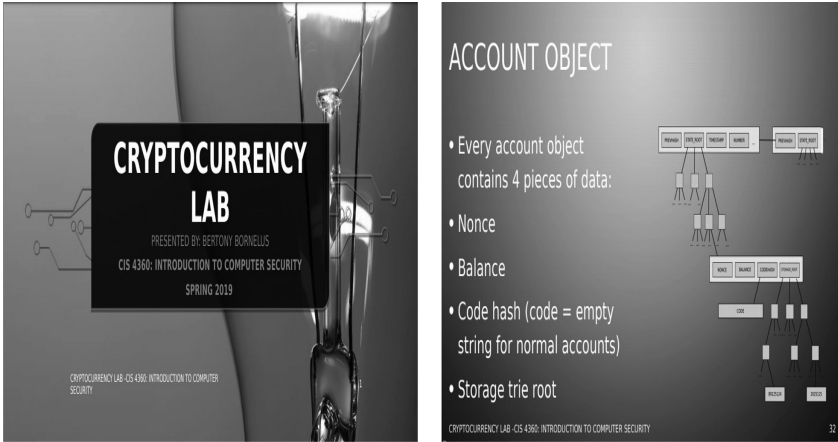 CRYPTOCURRENCY
LAB
PRESENTED BY: BERTONY BORNELUS
CIS 4360: INTRODUCTION TO COMPUTER SECURITY
SPRING 2019
CRYPTOCURRENCY LAB -CIS 4360: INTRODUCTION TO COMPUTER
SECURITY
1
ACCOUNT OBJECT
• Every account object
contains 4 pieces of data:
• Nonce
• Balance
• Code hash (code = empty
string for normal accounts)
• Storage trie root
PREVHASH STATE_ROOT TIMESTAMP NUMBER ...
PREVHASH STATE_ROOT
NONCE BALANCE CODEHASH STORAGE_ROOT
CODE
CRYPTOCURRENCY LAB -CIS 4360: INTRODUCTION TO COMPUTER SECURITY
32